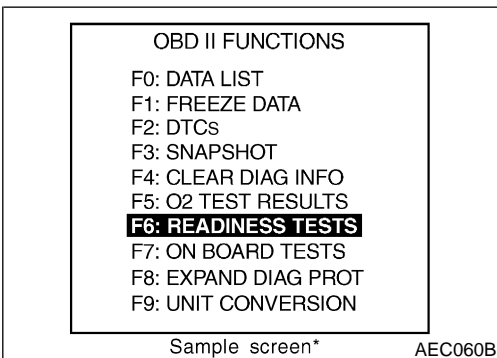 OBD II FUNCTIONS
F0: DATA LIST
F1: FREEZE DATA
F2: DTCs
F3: SNAPSHOT
F4: CLEAR DIAG INFO
F5: O2 TEST RESULTS
F6: READINESS TESTS
F7: ON BOARD TESTS
F8: EXPAND DIAG PROT
F9: UNIT CONVERSION
Sample screen*
AEC060B